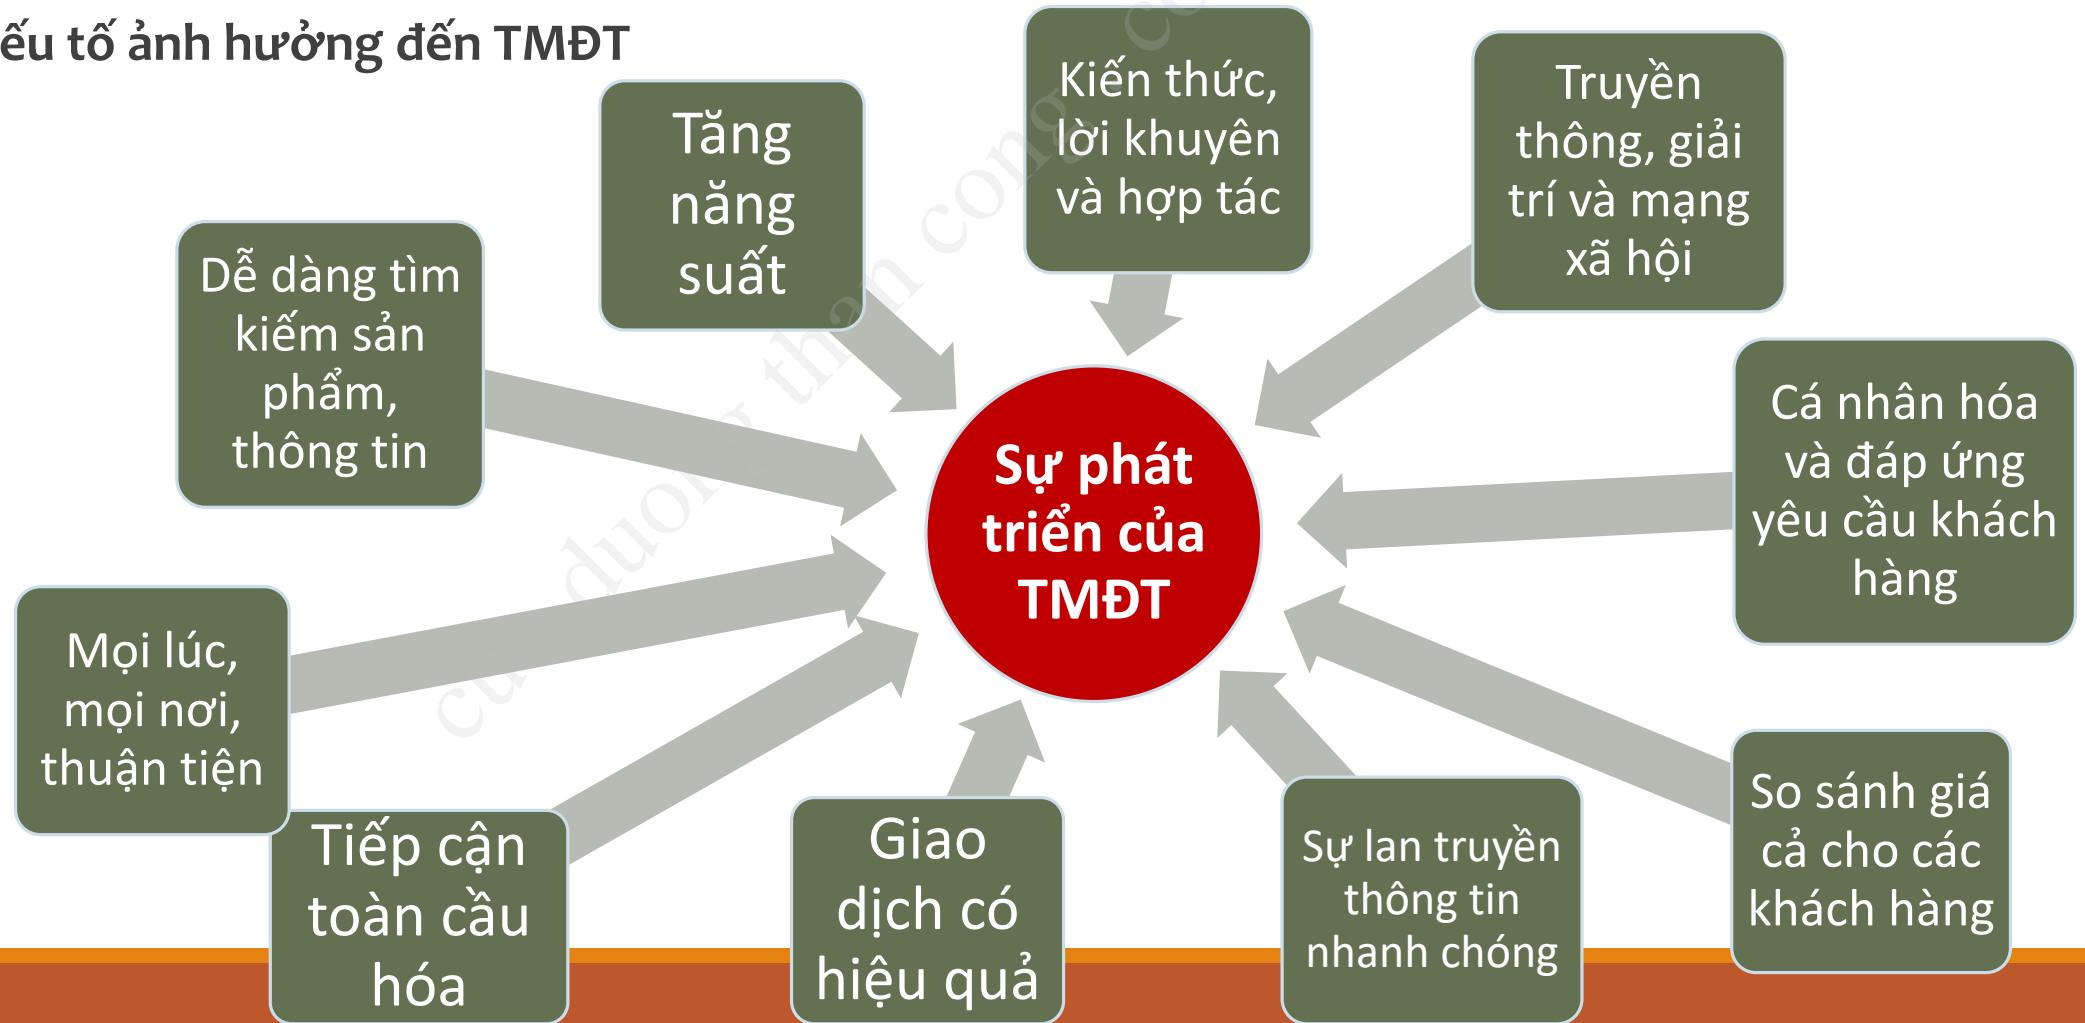 ếu tố ảnh hưởng đến TMĐT
Kiến thức,
lời khuyên
và hợp tác
Truyền
thông, giải
trí và mạng
xã hội
Tăng
năng
suất
Dễ dàng tìm
kiếm sản
phẩm,
thông tin
Cá nhân hóa
và đáp ứng
yêu cầu khách
hàng
Sự phát
triển của
TMĐT
Mọi lúc,
mọi nơi,
thuận tiện
So sánh giá
cả cho các
khách hàng
Tiếp cận
toàn cầu
hóa
Giao
dịch có
hiệu quả
Sự lan truyền
thông tin
nhanh chóng
cuu duong than cong